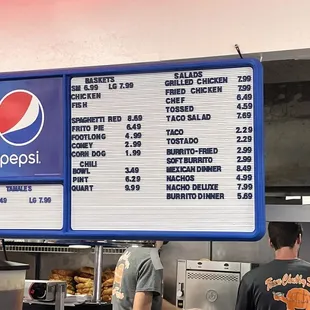 pepsi
TAMALE'S
LG 7.99
BASKETS
SM 6.99 LG 7.99
CHICKEN
FISH
SPAGHETTI RED 8.69
FRITO PIE 6.49
FOOTLONG 4.99
CONEY 2.99
CORN DOG 1.99
CHILI
BOWL 3.49
PINT 6.29
QUART 9.99
SALADS
GRILLED CHICKEN 7.99
FRIED CHICKEN 7.99
CHEF 6.49
TOSSED 4.59
TACO SALAD 7.69
TACO 2.29
TOSTADO 2.29
BURRITO-FRIED 2.99
SOFT BURRITO 2.99
MEXICAN DINNER 8.49
NACHOS 4.99
NACHO DELUXE 7.99
BURRITO DINNER 5.69